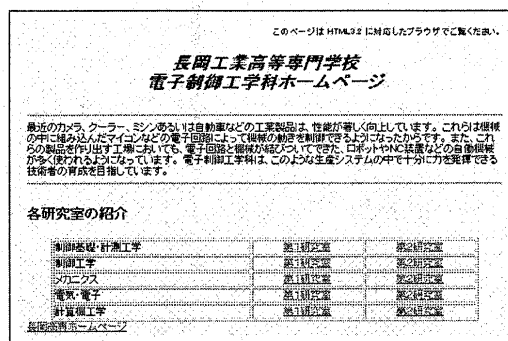 このページは HTML3.2 に対応したブラウザでご覧ください。
長岡工業高等専門学校
電子制御工学科ホームページ
最近のカメラ、クーラー、ミシンあるいは自動車などの工業製品は、性能が著しく向上しています。これらは機械
の中に組み込んだマイコンなどの電子回路によって機械の動きを制御できるようになったからです。また、これ
らの製品を作り出す工場においても、電子回路と機械が結びついてできた、ロボットやNC装置などの自動機械
が多く使われるようになっています。電子制御工学科は、このような生産システムの中で十分に力を発揮できる
技術者の育成を目指しています。
各研究室の紹介
制御基礎・計測工学 第1研究室 第2研究室
制御工学 第1研究室 第2研究室
メカニクス 第1研究室 第2研究室
電気・電子 第1研究室 第2研究室
計算機工学 第1研究室 第2研究室
長岡高専ホームページ